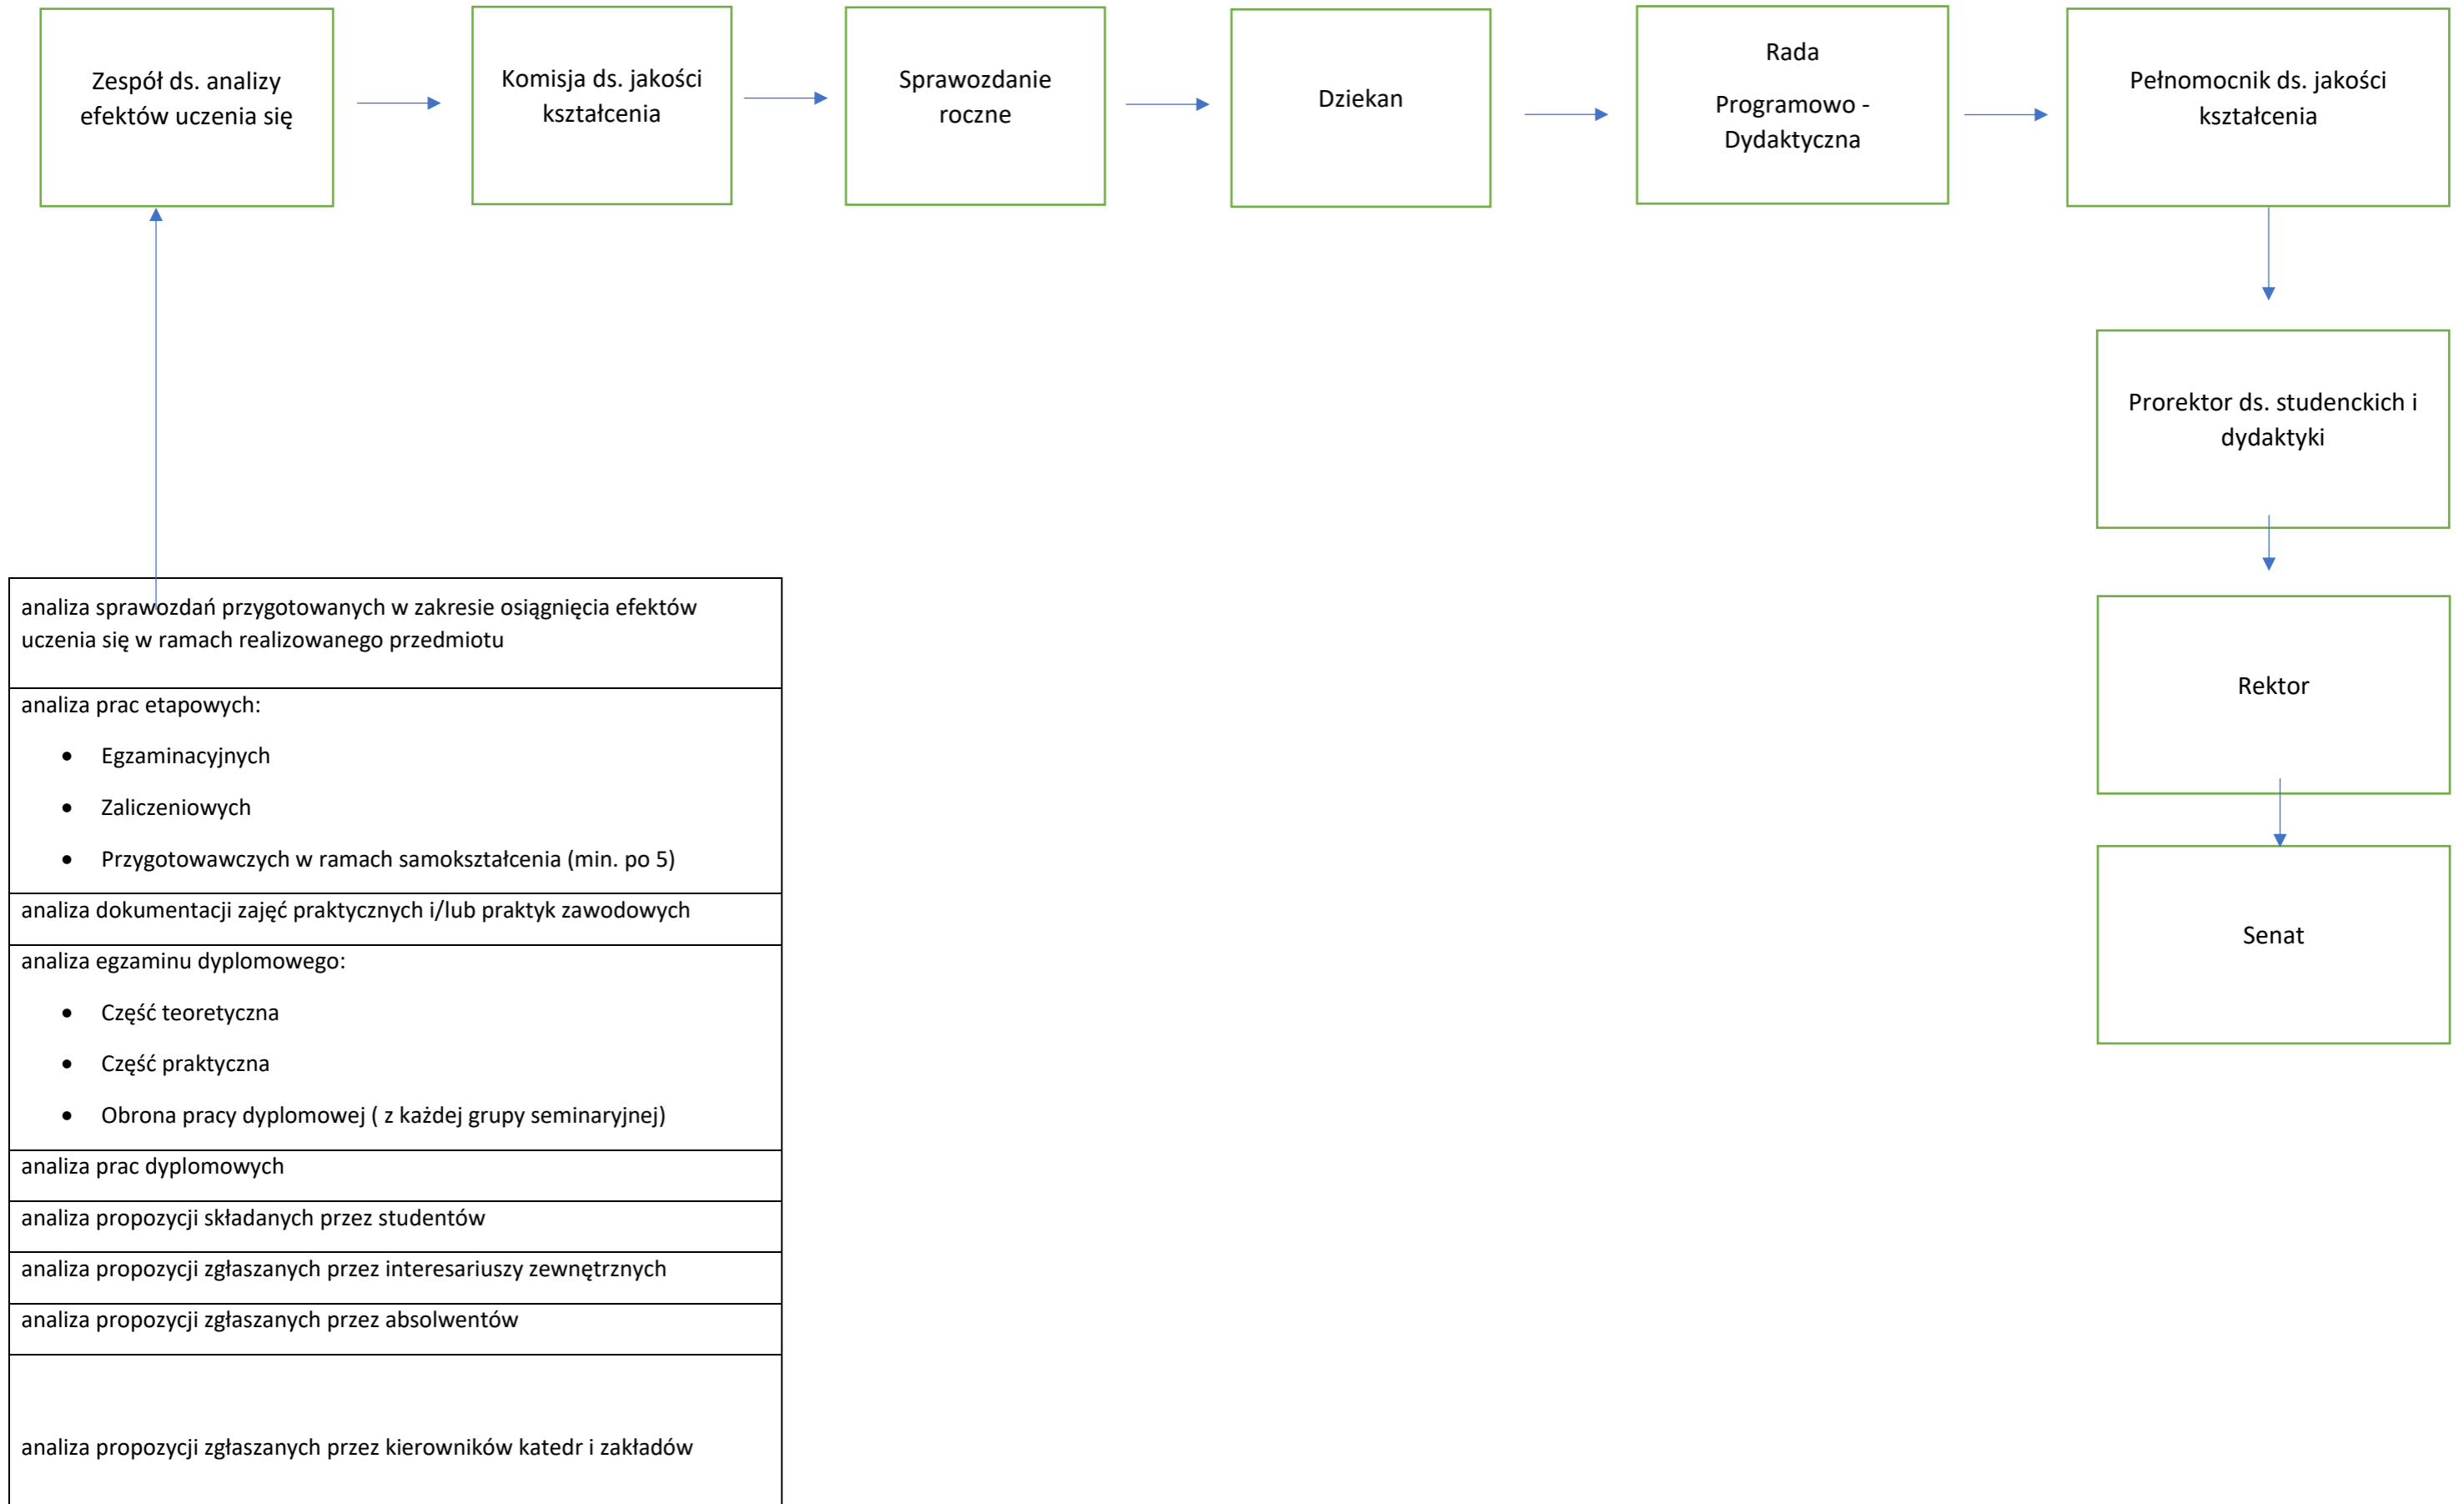 Zespół ds. analizy
efektów uczenia się
Komisja ds. jakości
kształcenia
Sprawozdanie
roczne
Dziekan
Rada
Programowo -
Dydaktyczna
Pełnomocnik ds. jakości
kształcenia
Prorektor ds. studenckich i
dydaktyki
Rektor
Senat
analiza sprawozdań przygotowanych w zakresie osiągnięcia efektów
uczenia się w ramach realizowanego przedmiotu
analiza prac etapowych:
• Egzaminacyjnych
• Zaliczeniowych
• Przygotowawczych w ramach samokształcenia (min. po 5)
analiza dokumentacji zajęć praktycznych i/lub praktyk zawodowych
analiza egzaminu dyplomowego:
• Część teoretyczna
• Część praktyczna
• Obrona pracy dyplomowej ( z każdej grupy seminaryjnej)
analiza prac dyplomowych
analiza propozycji składanych przez studentów
analiza propozycji zgłaszanych przez interesariuszy zewnętrznych
analiza propozycji zgłaszanych przez absolwentów
analiza propozycji zgłaszanych przez kierowników katedr i zakładów